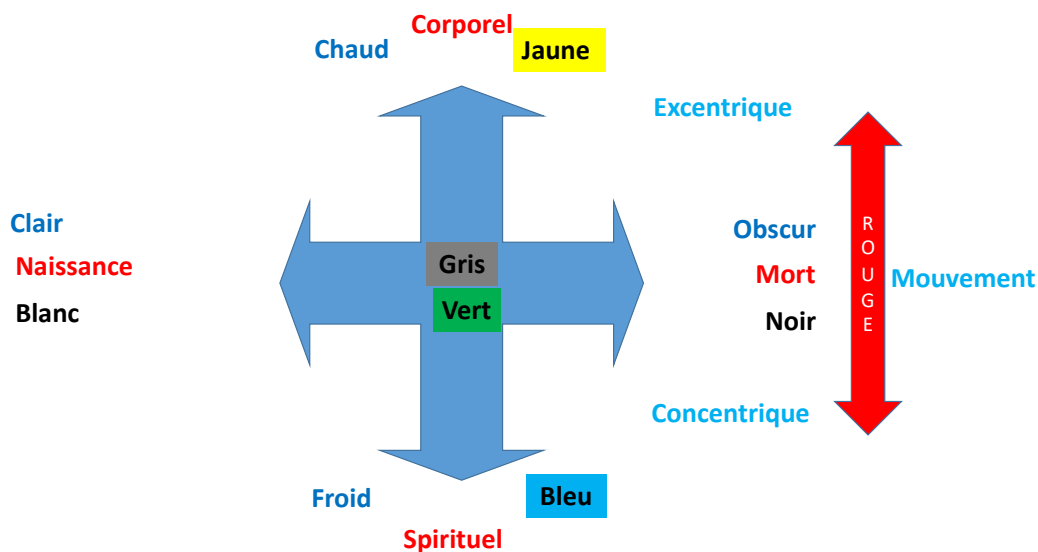 Corporel
Chaud
Jaune
Excentrique
Clair
Naissance
Blanc
Gris
Vert
Obscur
Mort
Noir
ROUGE
Mouvement
Concentrique
Froid
Bleu
Spirituel